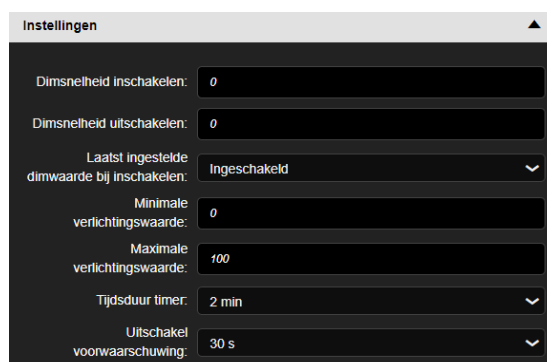 Instellingen
Dimsnelheid inschakelen:
0
Dimsnelheid uitschakelen:
0
Laatst ingestelde
dimwaarde bij inschakelen:
Ingeschakeld
Minimale
verlichtingswaarde:
0
Maximale
verlichtingswaarde:
100
Tijdsduur timer:
2 min
Uitschakel
voorwaarschuwing:
30 s